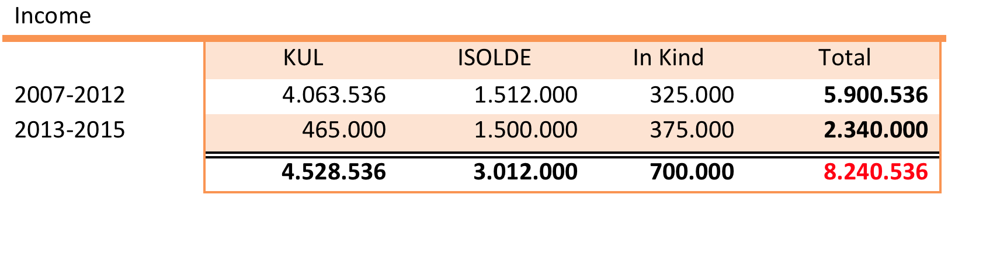 Income
KUL ISOLDE In Kind Total
2007-2012 4.063.536 1.512.000 325.000 5.900.536
2013-2015 465.000 1.500.000 375.000 2.340.000
4.528.536 3.012.000 700.000 8.240.536